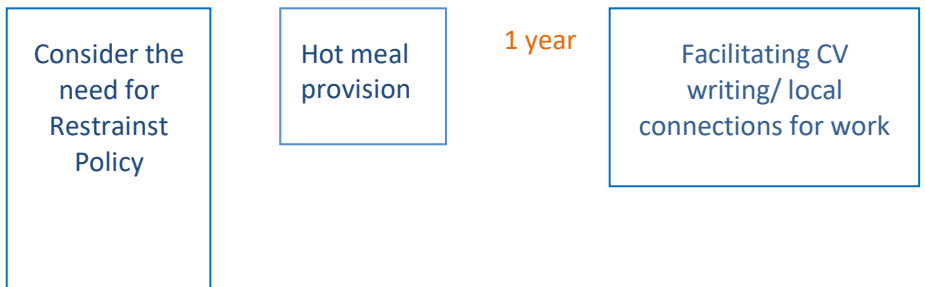 Consider the
need for
Restrainst
Policy
Hot meal
provision
1 year
Facilitating CV
writing/ local
connections for work